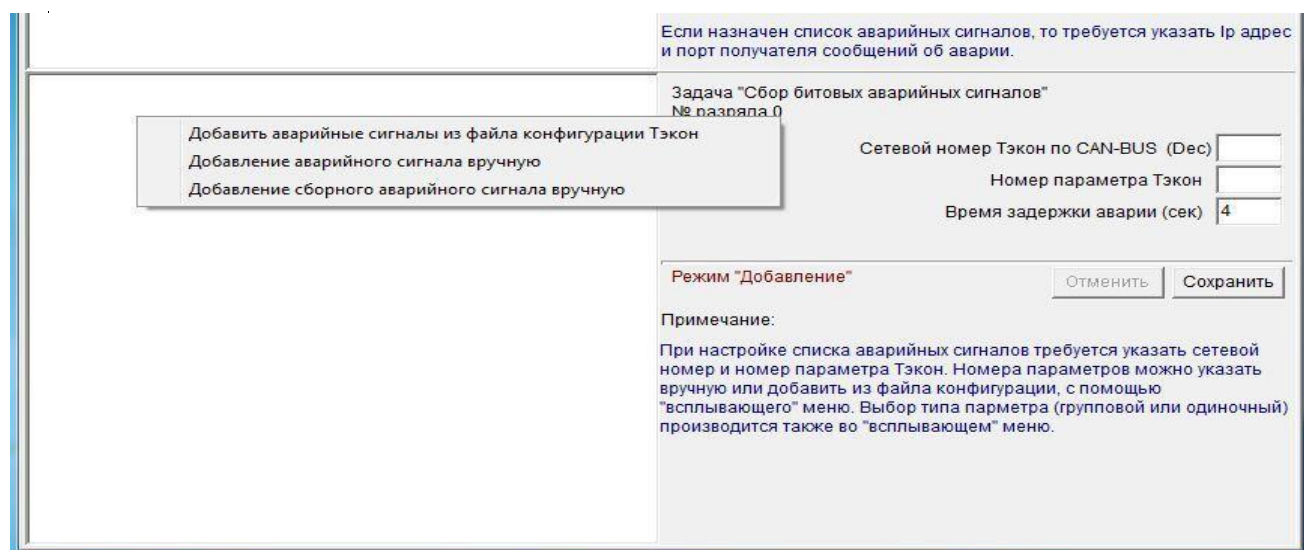 Если назначен список аварийных сигналов, то требуется указать Ip адрес
и порт получателя сообщений об аварии.
Задача "Сбор битовых аварийных сигналов"
№ разряда 0
Добавить аварийные сигналы из файла конфигурации Тэкон
Добавление аварийного сигнала вручную
Добавление сборного аварийного сигнала вручную
Сетевой номер Тэкон по CAN-BUS (Dec)
Номер параметра Тэкон
Время задержки аварии (сек) 4
Режим "Добавление"
Отменить Сохранить
Примечание:
При настройке списка аварийных сигналов требуется указать сетевой
номер и номер параметра Тэкон. Номера параметров можно указать
вручную или добавить из файла конфигурации, с помощью
"всплывающего" меню. Выбор типа парметра (групповой или одиночный)
производится также во "всплывающем" меню.